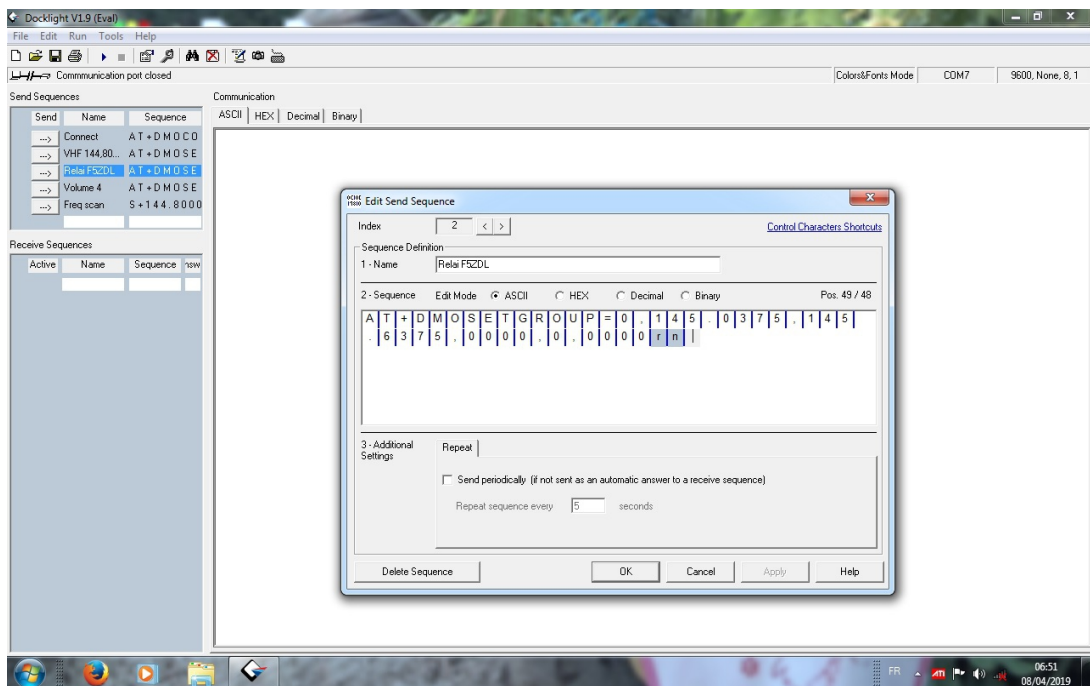 Docklight V1.9 (Eval)
File Edit Run Tools Help
Commmunication port closed
Colors&Fonts Mode COM7 9600, None, 8, 1
Send Sequences
Send Name Sequence
---> Connect AT+DMOCO
---> VHF 144,80... AT+DMOSE
---> Relai F5ZDL AT+DMOSE
---> Volume 4 AT+DMOSE
---> Freq scan S+144.8000
Receive Sequences
Active Name Sequence nsw
Communication
ASCII HEX Decimal Binary
Edit Send Sequence
Index 2 < > Control Characters Shortcuts
Sequence Definition
1 - Name Relai F5ZDL
2 - Sequence Edit Mode ASCII HEX Decimal Binary Pos. 49 / 48
AT+DMOSETGROUP=0,145.0375,145
.6375,0000,0,0000rn
3 - Additional
Settings
Repeat
Send periodically (if not sent as an automatic answer to a receive sequence)
Repeat sequence every 5 seconds
Delete Sequence OK Cancel Apply Help
FR
06:51
08/04/2019